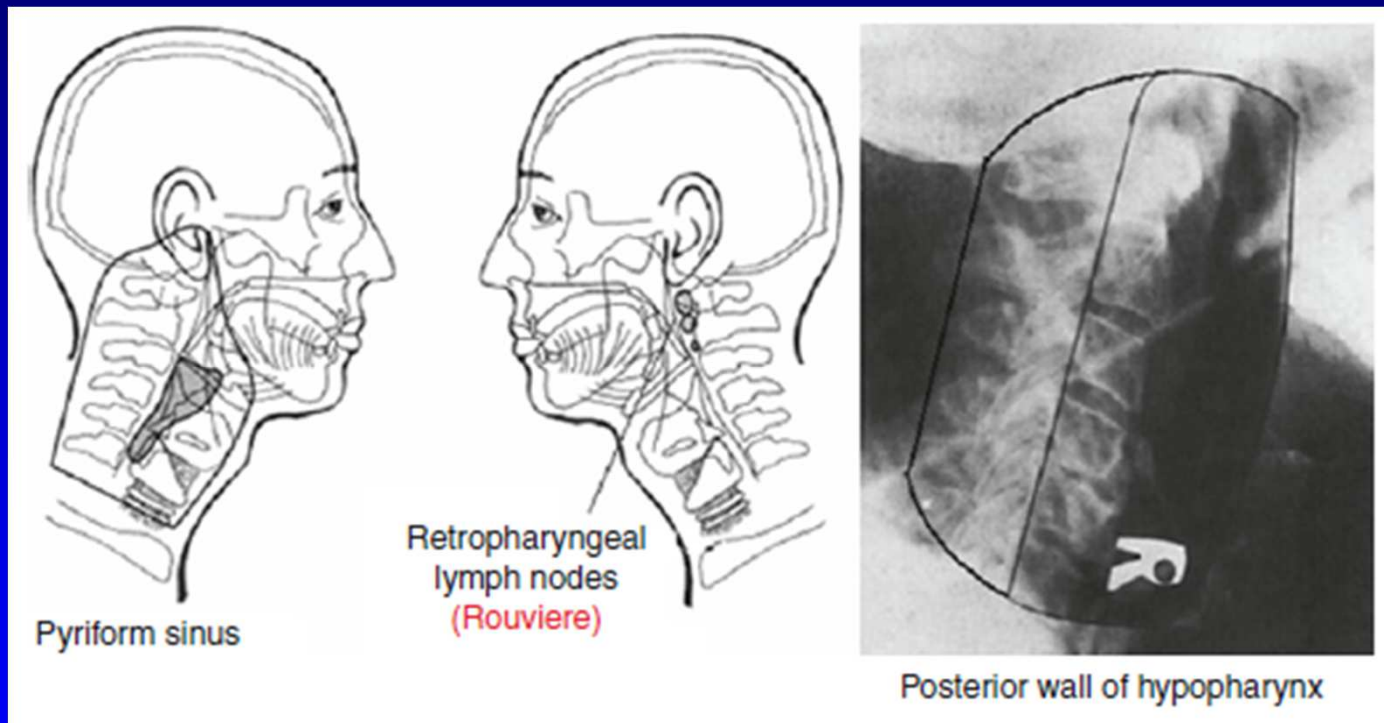 Pyriform sinus
Retropharyngeal
lymph nodes
(Rouviere)
R
Posterior wall of hypopharynx